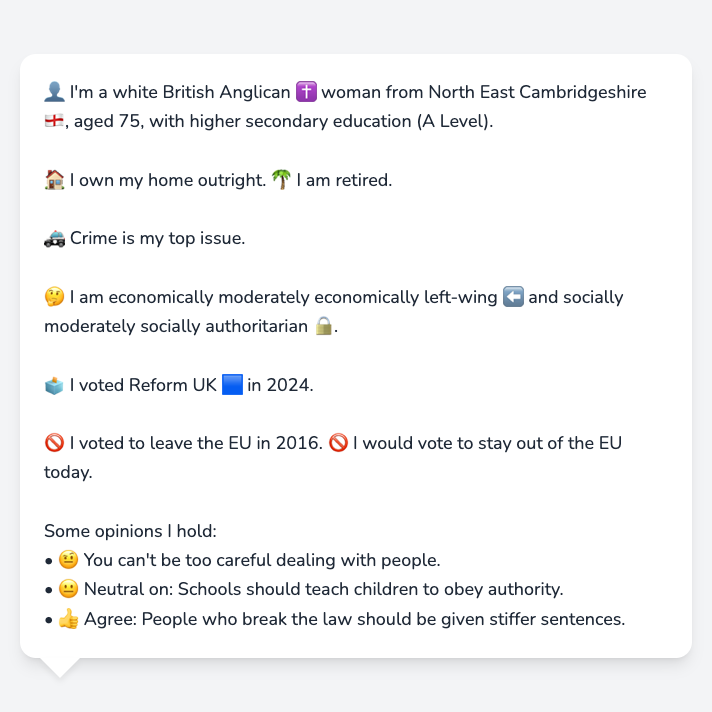 👤 I'm a white British Anglican ✝️ woman from North East Cambridgeshire
🏴󠁧󠁢󠁥󠁮󠁧󠁿, aged 75, with higher secondary education (A Level).
🏠 I own my home outright. 🌴 I am retired.
🚓 Crime is my top issue.
🤔 I am economically moderately economically left-wing ⬅️ and socially
moderately socially authoritarian 🔒.
🗳️ I voted Reform UK 🟦 in 2024.
🚫 I voted to leave the EU in 2016. 🚫 I would vote to stay out of the EU
today.
Some opinions I hold:
• 🤨 You can't be too careful dealing with people.
• 😐 Neutral on: Schools should teach children to obey authority.
• 👍 Agree: People who break the law should be given stiffer sentences.